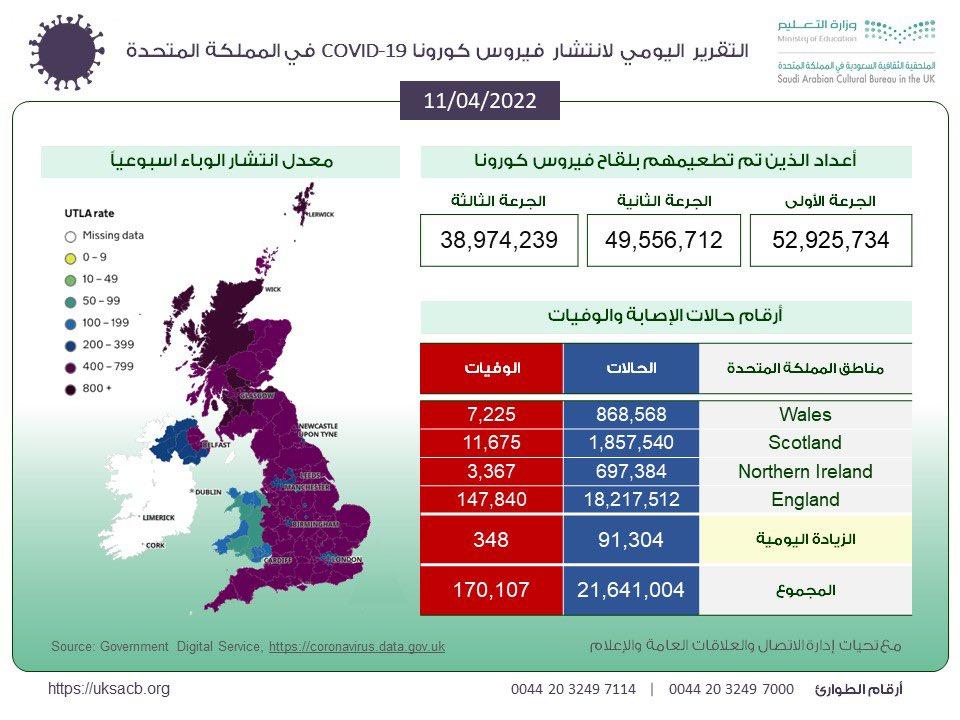 وزارة التعليم
Ministry of Education
الملحقية الثقافية السعودية في المملكة المتحدة
Saudi Arabian Cultural Bureau in the UK
التقرير اليومي لانتشار فيروس كورونا COVID-19 في المملكة المتحدة
11/04/2022
أعداد الذين تم تطعيمهم بلقاح فيروس كورونا
الجرعة الأولى الجرعة الثانية الجرعة الثالثة
52,925,734 49,556,712 38,974,239
أرقام حالات الإصابة والوفيات
مناطق المملكة المتحدة الحالات الوفيات
Wales 868,568 7,225
Scotland 1,857,540 11,675
Northern Ireland 697,384 3,367
England 18,217,512 147,840
الزيادة اليومية 91,304 348
المجموع 21,641,004 170,107
معدل انتشار الوباء اسبوعياً
UTLA rate
Missing data
0 – 9
10 – 49
50 – 99
100 – 199
200 – 399
400 – 799
800 +
LERWICK
WICK
GLASGOW
NEWCASTLE
UPON TYNE
BELFAST
LEEDS
MANCHESTER
DUBLIN
LIMERICK
BIRMINGHAM
CORK
CARDIFF
LONDON
مع تحيات إدارة الاتصال والعلاقات العامة والإعلام
Source: Government Digital Service, https://coronavirus.data.gov.uk
أرقام الطوارئ 0044 20 3249 7000 | 0044 20 3249 7114
https://uksacb.org